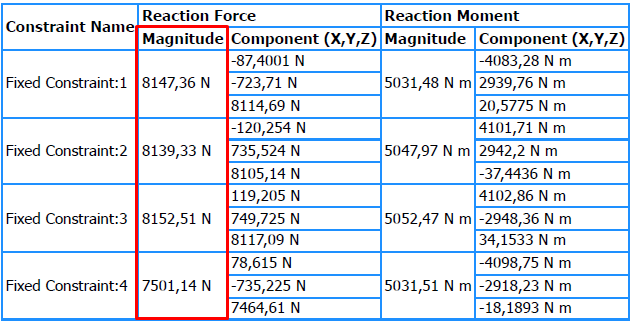 Constraint Name Reaction Force Reaction Moment
Magnitude Component (X,Y,Z) Magnitude Component (X,Y,Z)
Fixed Constraint:1 8147,36 N -87,4001 N 5031,48 N m -4083,28 N m
-723,71 N 2939,76 N m
8114,69 N 20,5775 N m
Fixed Constraint:2 8139,33 N -120,254 N 5047,97 N m 4101,71 N m
735,524 N 2942,2 N m
8105,14 N -37,4436 N m
Fixed Constraint:3 8152,51 N 119,205 N 5052,47 N m 4102,86 N m
749,725 N -2948,36 N m
8117,09 N 34,1533 N m
Fixed Constraint:4 7501,14 N 78,615 N 5031,51 N m -4098,75 N m
-735,225 N -2918,23 N m
7464,61 N -18,1893 N m